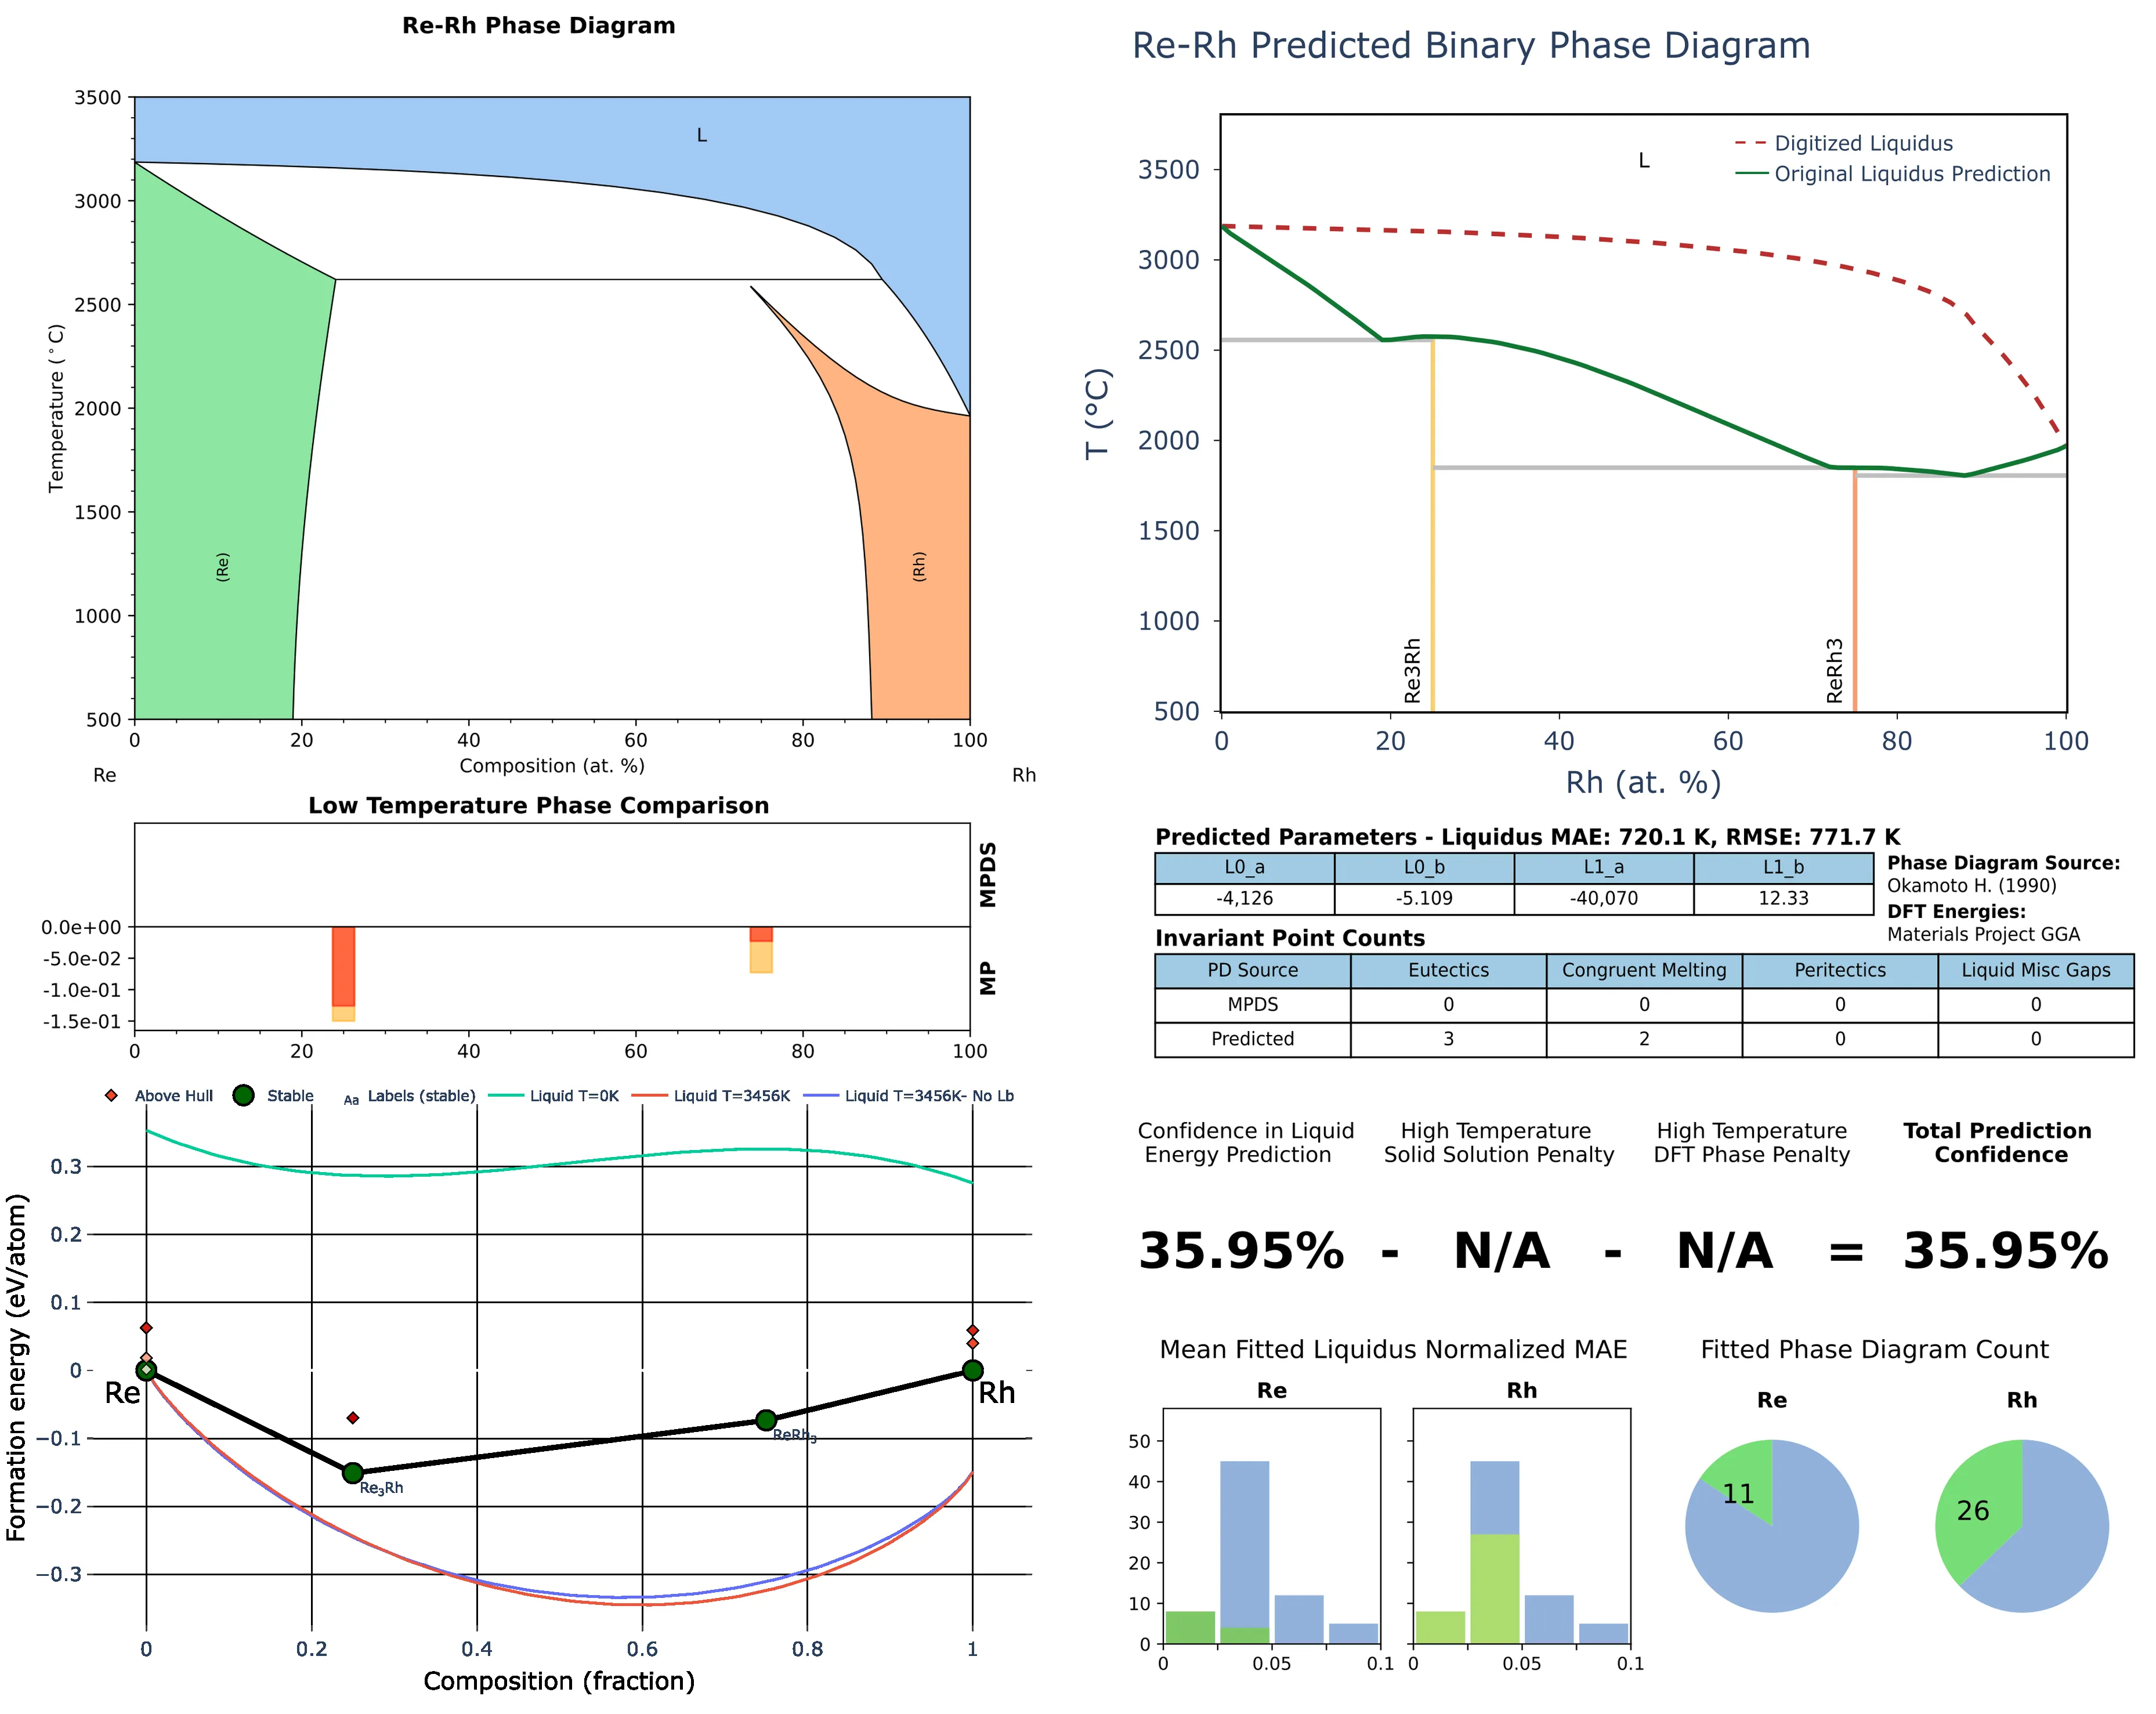 Re-Rh Phase Diagram
3500
3000
2500
2000
1500
1000
500
Temperature (°C)
L
(Re)
(Rh)
0 20 40 60 80 100
Composition (at. %)
Re
Rh
Re-Rh Predicted Binary Phase Diagram
L
Digitized Liquidus
Original Liquidus Prediction
3500
3000
2500
2000
1500
1000
500
T (°C)
Re3Rh
ReRh3
0 20 40 60 80 100
Rh (at. %)
Low Temperature Phase Comparison
MPDS
MP
0.0e+00
-5.0e-02
-1.0e-01
-1.5e-01
0 20 40 60 80 100
Predicted Parameters - Liquidus MAE: 720.1 K, RMSE: 771.7 K
L0_a L0_b L1_a L1_b
-4,126 -5.109 -40,070 12.33
Phase Diagram Source:
Okamoto H. (1990)
DFT Energies:
Materials Project GGA
Invariant Point Counts
PD Source Eutectics Congruent Melting Peritectics Liquid Misc Gaps
MPDS 0 0 0 0
Predicted 3 2 0 0
Above Hull Stable Aa Labels (stable) Liquid T=0K Liquid T=3456K Liquid T=3456K- No Lb
0.3
0.2
0.1
0
−0.1
−0.2
−0.3
Formation energy (eV/atom)
Re
Rh
Re3Rh
ReRh3
0 0.2 0.4 0.6 0.8 1
Composition (fraction)
Confidence in Liquid
Energy Prediction
High Temperature
Solid Solution Penalty
High Temperature
DFT Phase Penalty
Total Prediction
Confidence
35.95% - N/A - N/A = 35.95%
Mean Fitted Liquidus Normalized MAE
Re
Rh
50
40
30
20
10
0
0 0.05 0.1
0 0.05 0.1
Fitted Phase Diagram Count
Re
Rh
11
26